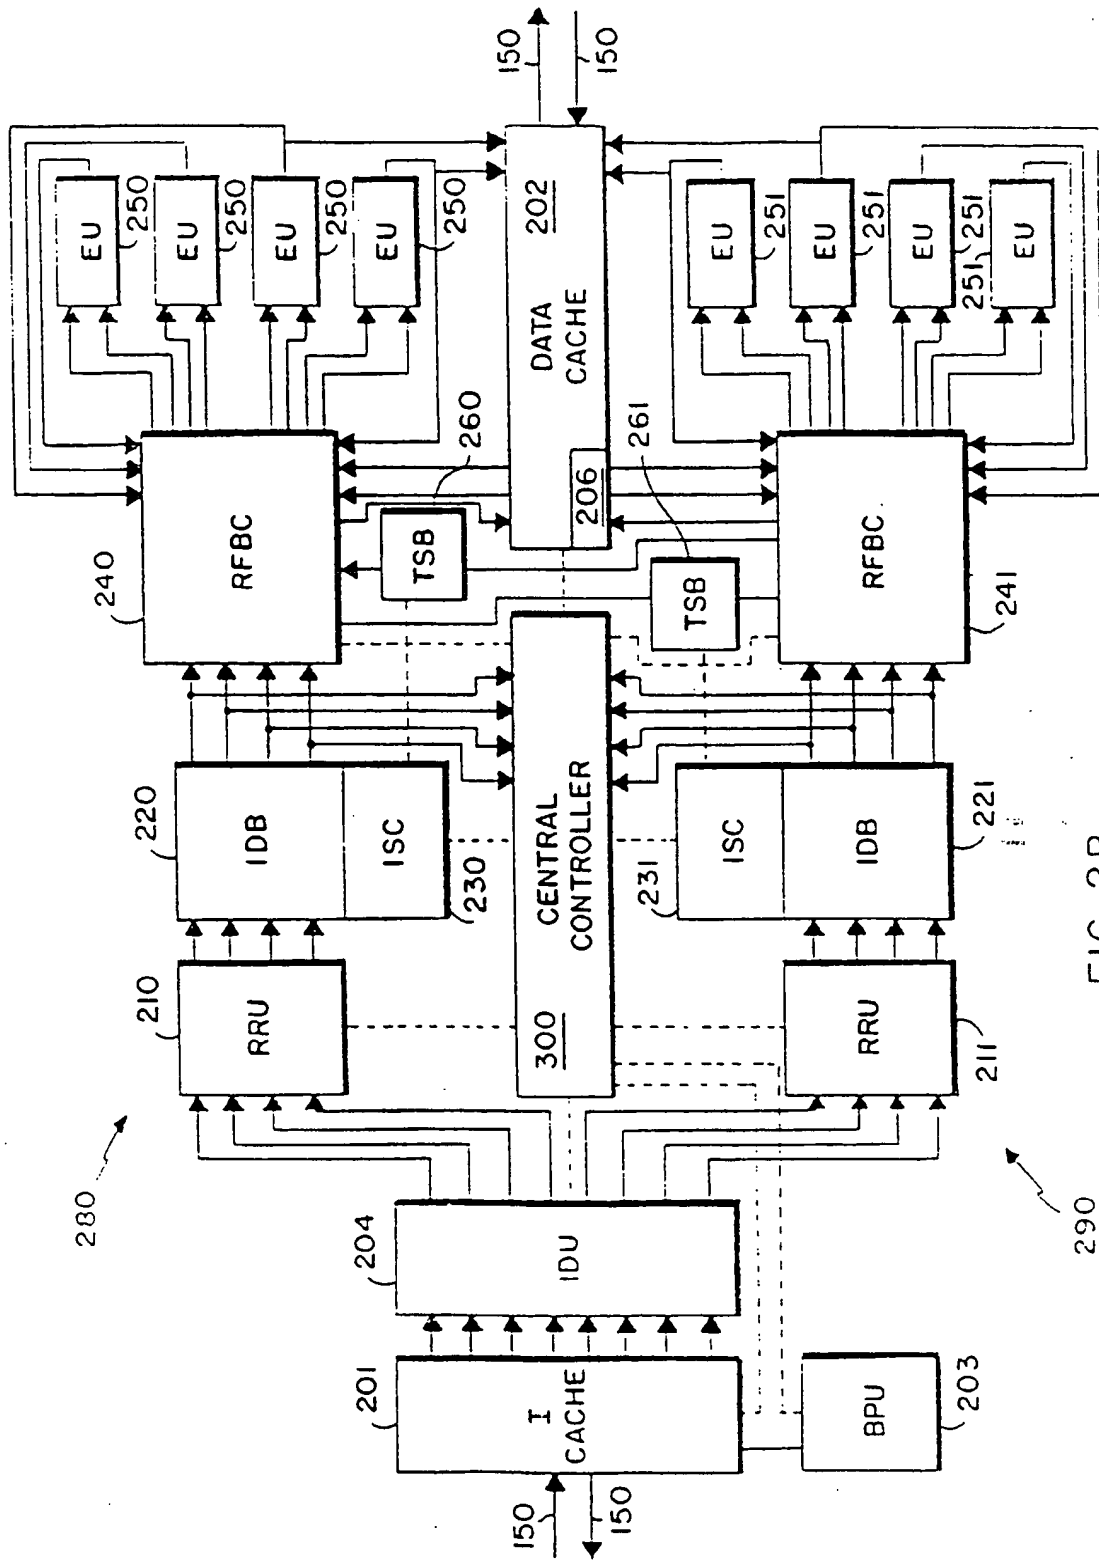 280
290
150
150
201
I
CACHE
BPU
203
204
IDU
210
RRU
RRU
211
220
IDB
ISC
230
231
ISC
IDB
221
300
CENTRAL
CONTROLLER
240
RFBC
TSB
260
TSB
261
RFBC
241
DATA
CACHE
202
206
150
150
EU
250
EU
250
EU
250
EU
250
EU
251
EU
251
EU
251
EU
251